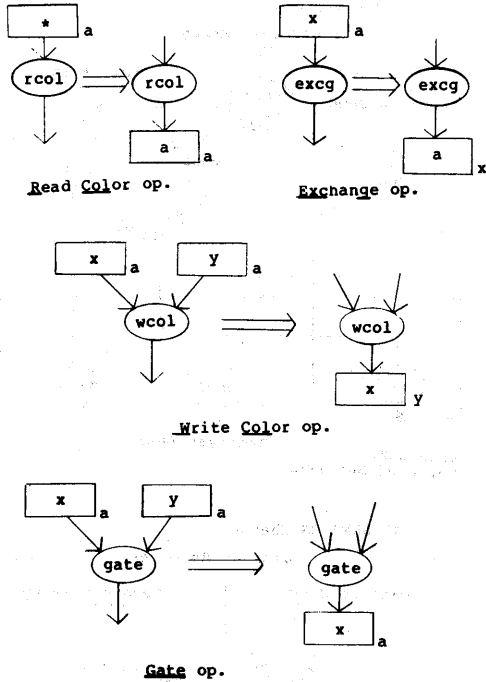 * a x a
rcol rcol excg excg
a a a x
Read Color op. Exchange op.
x a y a
wcol wcol
x y
Write Color op.
x a y a
gate gate
x a
Gate op.